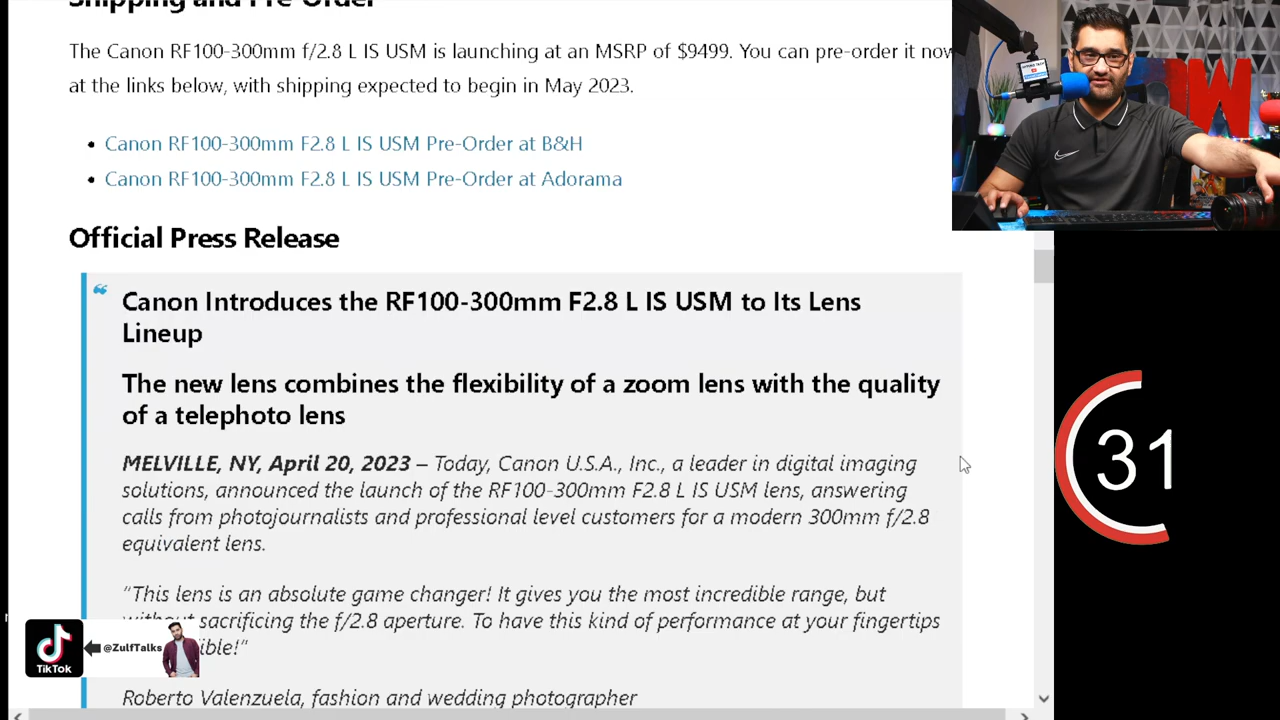 Shipping and Pre-Order
The Canon RF100-300mm f/2.8 L IS USM is launching at an MSRP of $9499. You can pre-order it now
at the links below, with shipping expected to begin in May 2023.
• Canon RF100-300mm F2.8 L IS USM Pre-Order at B&H
• Canon RF100-300mm F2.8 L IS USM Pre-Order at Adorama
Official Press Release
Canon Introduces the RF100-300mm F2.8 L IS USM to Its Lens
Lineup
The new lens combines the flexibility of a zoom lens with the quality
of a telephoto lens
MELVILLE, NY, April 20, 2023 – Today, Canon U.S.A., Inc., a leader in digital imaging
solutions, announced the launch of the RF100-300mm F2.8 L IS USM lens, answering
calls from photojournalists and professional level customers for a modern 300mm f/2.8
equivalent lens.
"This lens is an absolute game changer! It gives you the most incredible range, but
without sacrificing the f/2.8 aperture. To have this kind of performance at your fingertips
ible!"
Roberto Valenzuela, fashion and wedding photographer
31
@ZulfTalks
TikTok